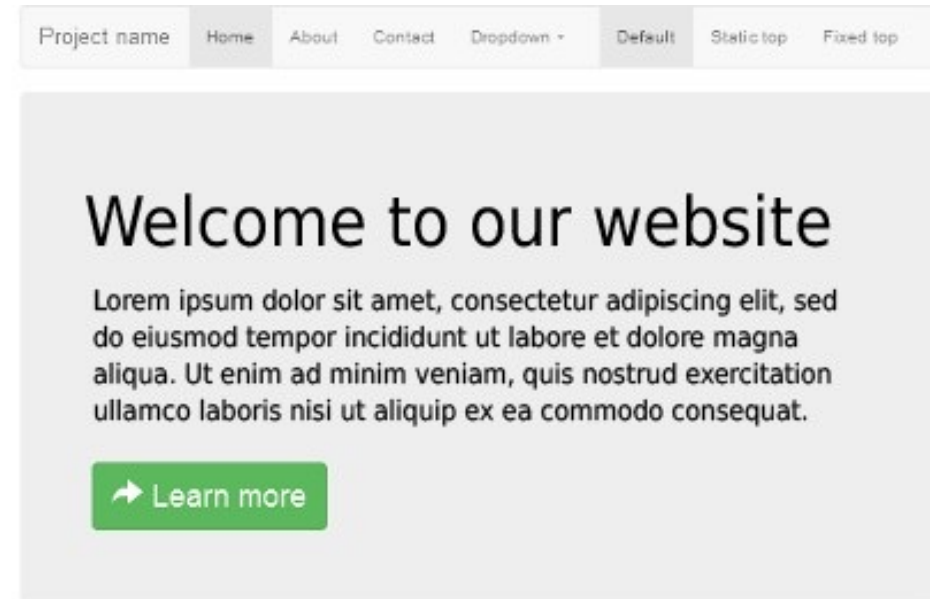 Project name Home About Contact Dropdown Default Static top Fixed top
Welcome to our website
Lorem ipsum dolor sit amet, consectetur adipiscing elit, sed
do eiusmod tempor incididunt ut labore et dolore magna
aliqua. Ut enim ad minim veniam, quis nostrud exercitation
ullamco laboris nisi ut aliquip ex ea commodo consequat.
Learn more